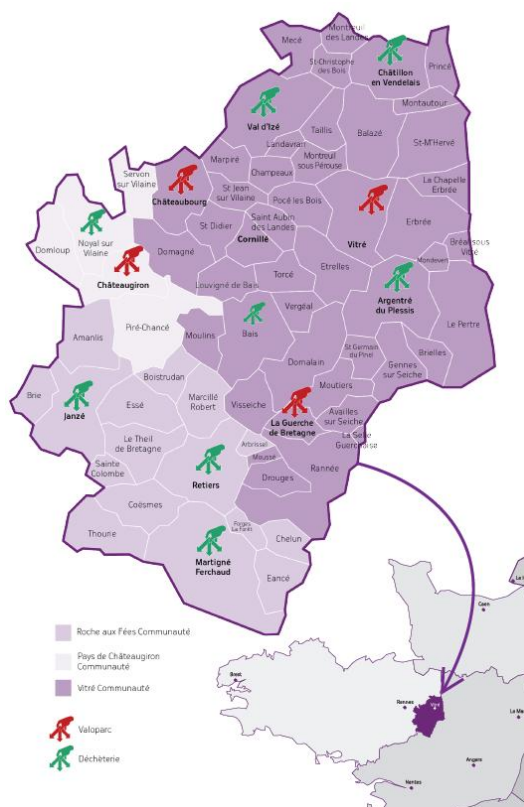 Montreuil
des Landes
Mecé
St-Christophe
des Bois
Châtillon
en Vendelais
Princé
Montautour
Val d'Izé
Taillis
Balazé
St-M'Hervé
Landavran
Montreuil
sous Pérouse
Marpiré
Champeaux
Servon
sur Vilaine
Châteaubourg
St Jean
sur Vilaine
Pocé les Bois
La Chapelle
Erbrée
Erbrée
Saint Aubin
des Landes
St Didier
Cornillé
Vitré
Noyal sur
Vilaine
Domloup
Domagné
Châteaugiron
Louvigné de Bais
Torcé
Etrelles
Mondevert
Argentré
du Plessis
Vergéal
Bais
Le Pertre
Piré-Chancé
Amanlis
Moulins
Domalain
St Germain
du Pinel
Brielles
Gennes
sur Seiche
Boistrudan
Marcillé
Robert
Visseiche
Moutiers
Availles
sur Seiche
Brie
Janzé
Essé
La Guerche
de Bretagne
La Selle
Guerchoise
Le Theil
de Bretagne
Arbrissel
Moussé
Rannée
Drouges
Sainte
Colombe
Retiers
Coësmes
Forges
La Forêt
Thourie
Chelun
Martigné
Ferchaud
Eancé
Roche aux Fées Communauté
Pays de Châteaugiron
Communauté
Vitré Communauté
Valoparc
Déchèterie
Caen
Brest
Rennes
Angers
Nantes